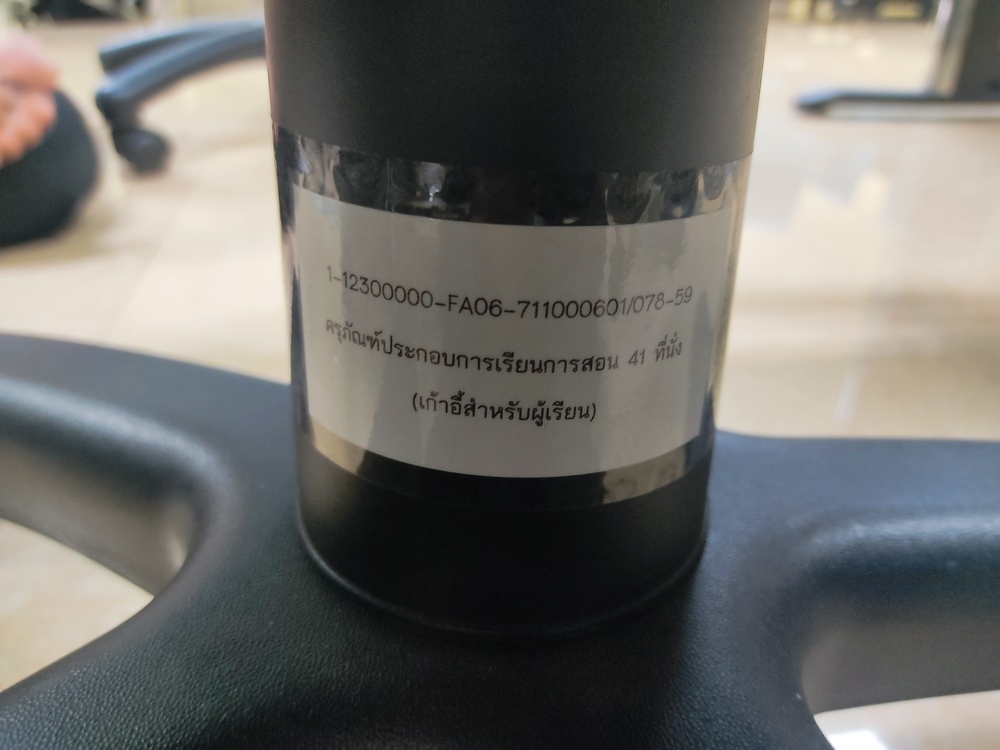 1-12300000-FA06-711000601/078-59
ครุภัณฑ์ประกอบการเรียนการสอน 41 ที่นั่ง
(เก้าอี้สำหรับผู้เรียน)